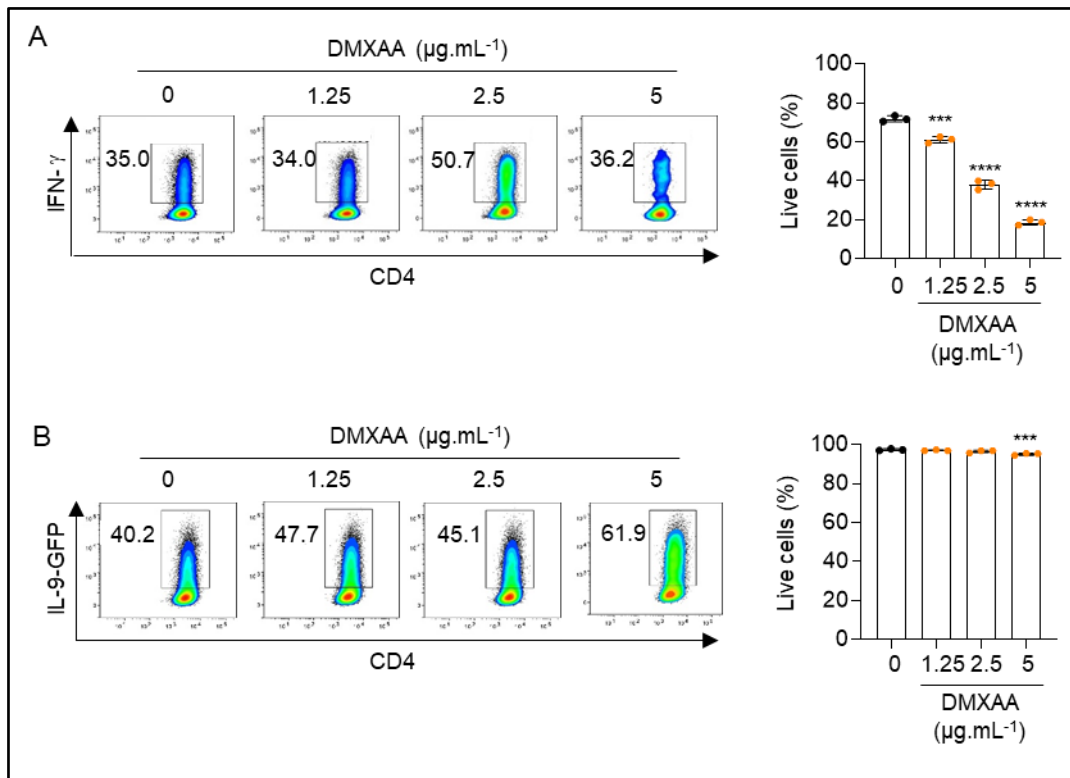 A
DMXAA (µg.mL-1)
0 1.25 2.5 5
35.0 34.0 50.7 36.2
IFN- γ
CD4
Live cells (%)
100
80
60
40
20
0
***
****
****
0 1.25 2.5 5
DMXAA
(µg.mL-1)
B
DMXAA (µg.mL-1)
0 1.25 2.5 5
40.2 47.7 45.1 61.9
IL-9-GFP
CD4
Live cells (%)
100
80
60
40
20
0
***
0 1.25 2.5 5
DMXAA
(µg.mL-1)